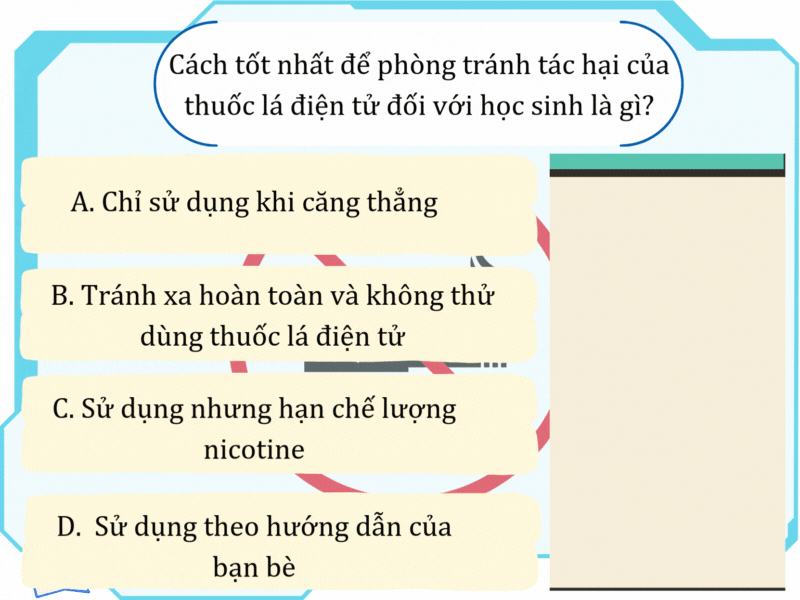 Cách tốt nhất để phòng tránh tác hại của
thuốc lá điện tử đối với học sinh là gì?
A. Chỉ sử dụng khi căng thẳng
B. Tránh xa hoàn toàn và không thử
dùng thuốc lá điện tử
C. Sử dụng nhưng hạn chế lượng
nicotine
D. Sử dụng theo hướng dẫn của
bạn bè